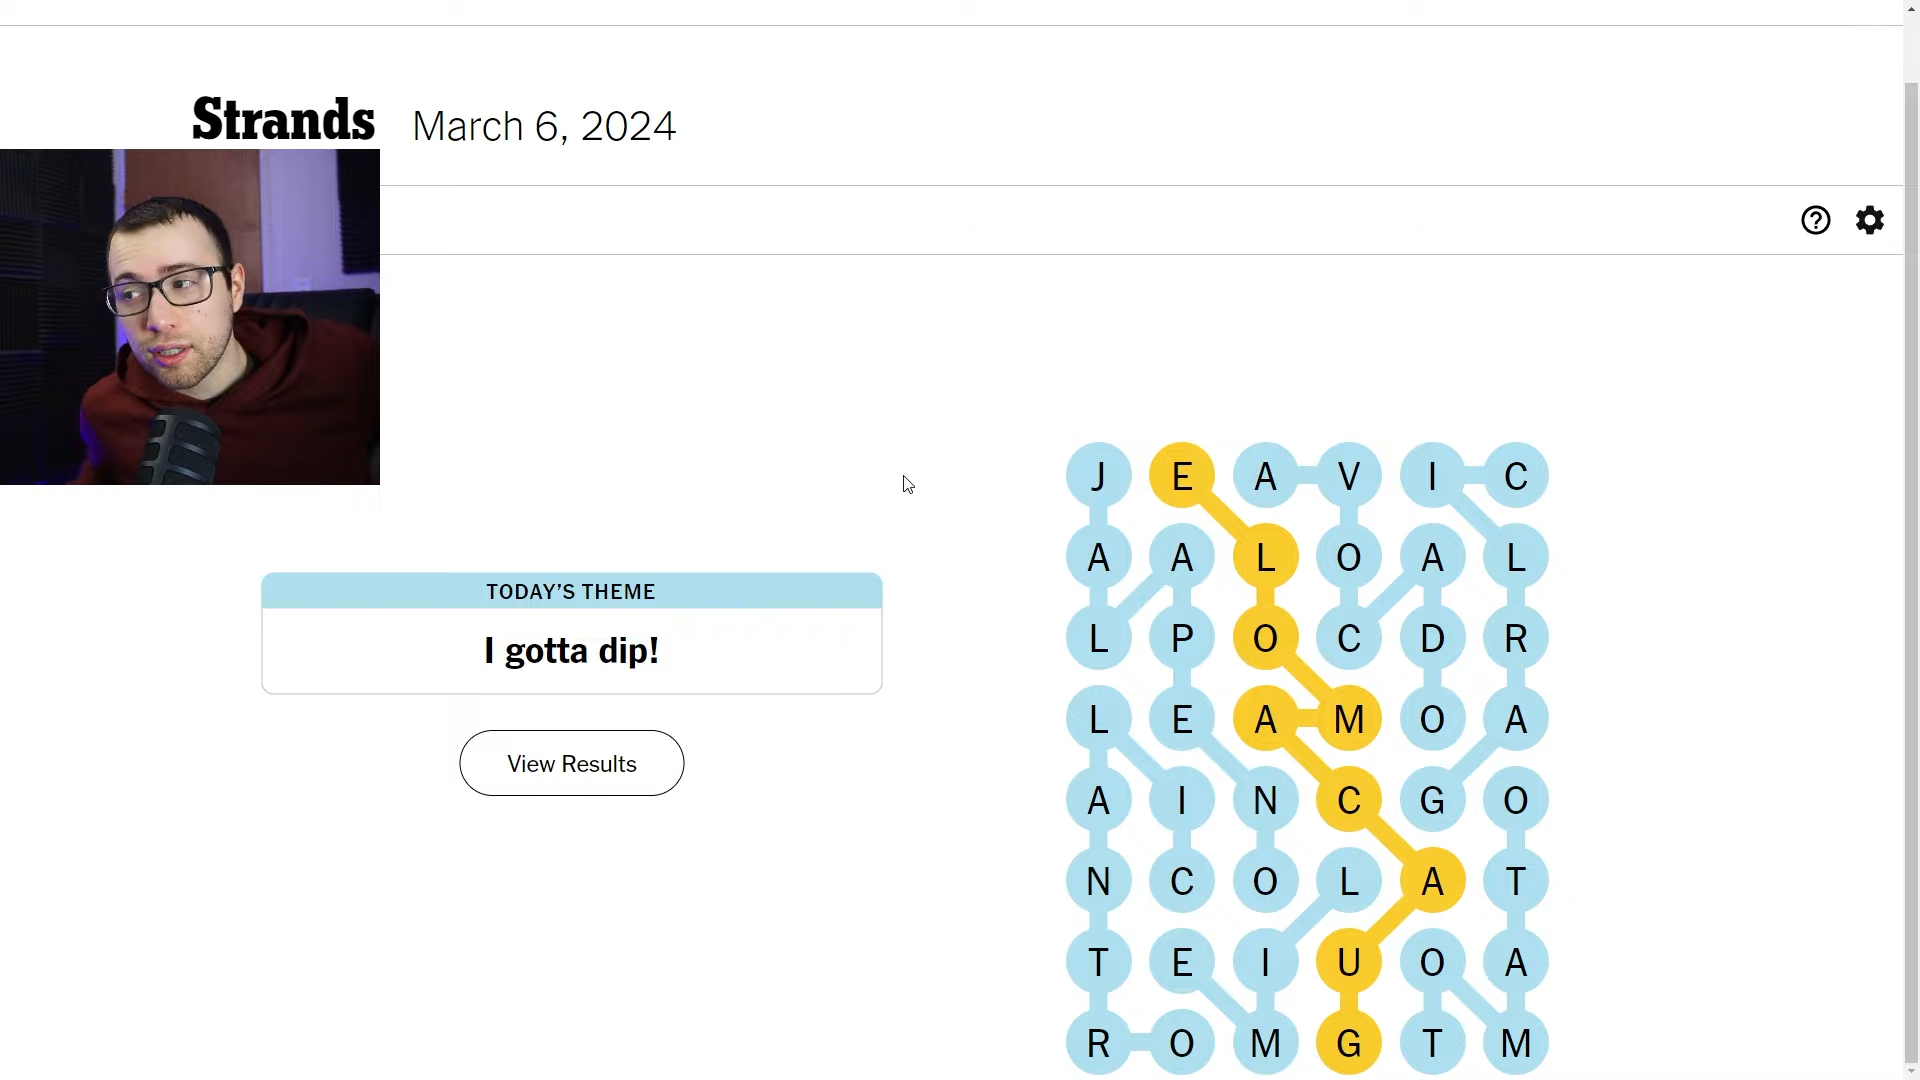 Strands March 6, 2024
TODAY'S THEME
I gotta dip!
View Results
J E A V I C
A A L O A L
L P O C D R
L E A M O A
A I N C G O
N C O L A T
T E I U O A
R O M G T M